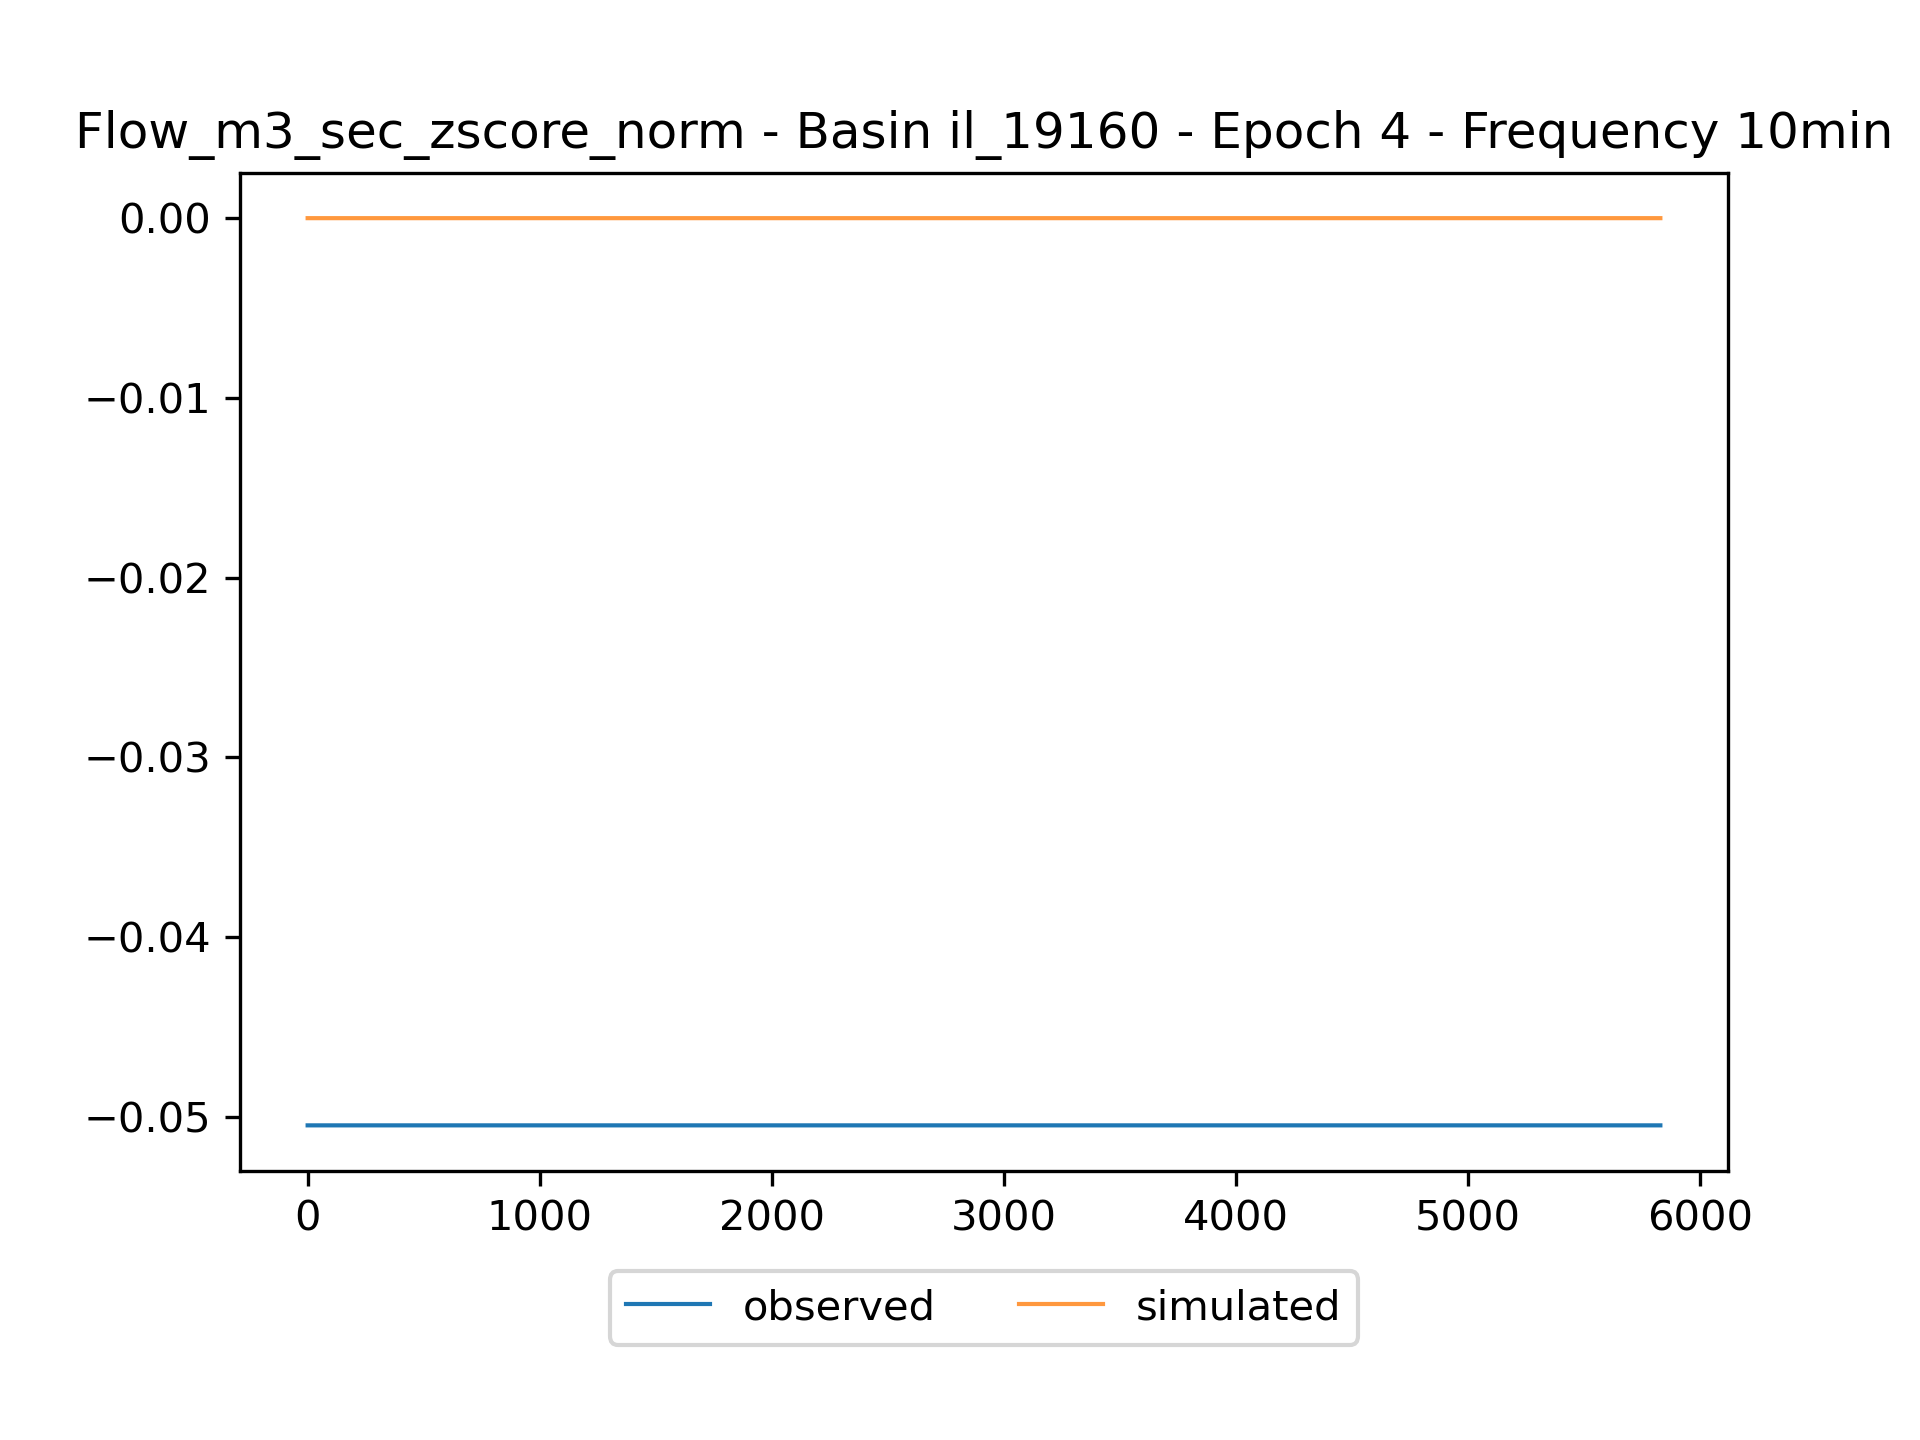 Flow_m3_sec_zscore_norm - Basin il_19160 - Epoch 4 - Frequency 10min
0.00
−0.01
−0.02
−0.03
−0.04
−0.05
0 1000 2000 3000 4000 5000 6000
observed simulated